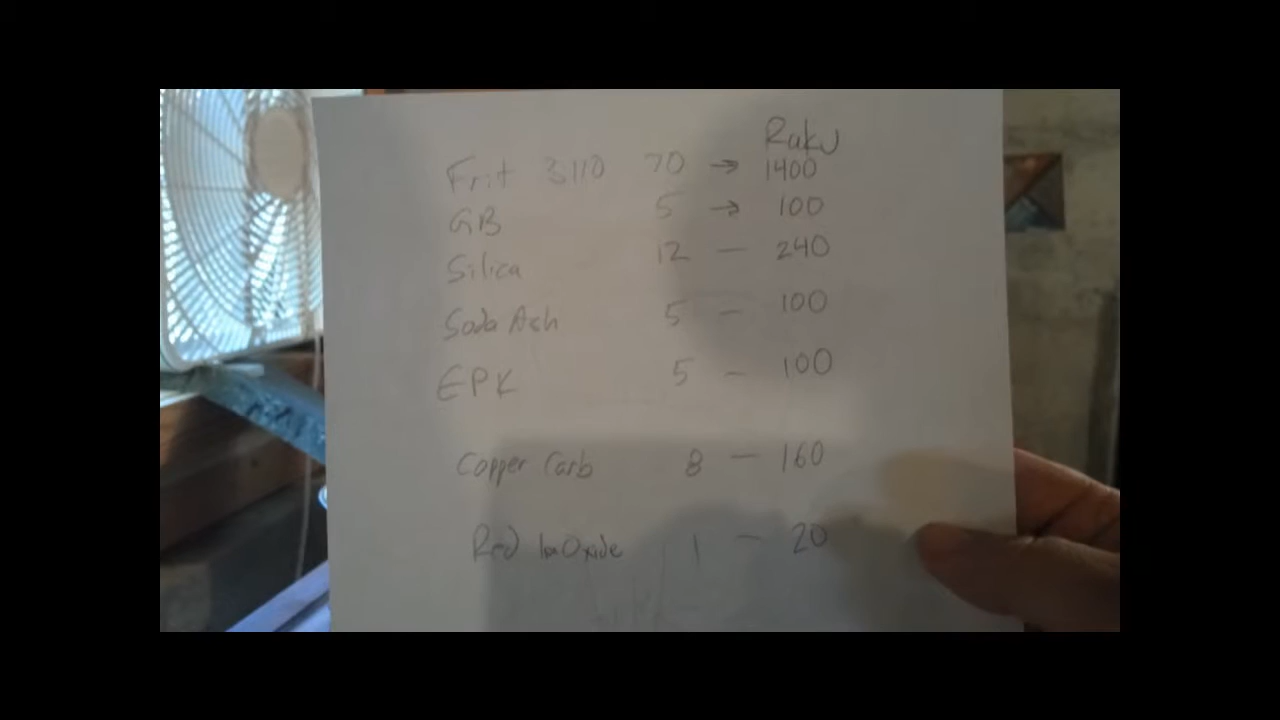 Raku
Frit 3110 70 → 1400
GB 5 → 100
Silica 12 — 240
Soda Ash 5 — 100
EPK 5 — 100
Copper Carb 8 — 160
Red Iron Oxide 1 — 20